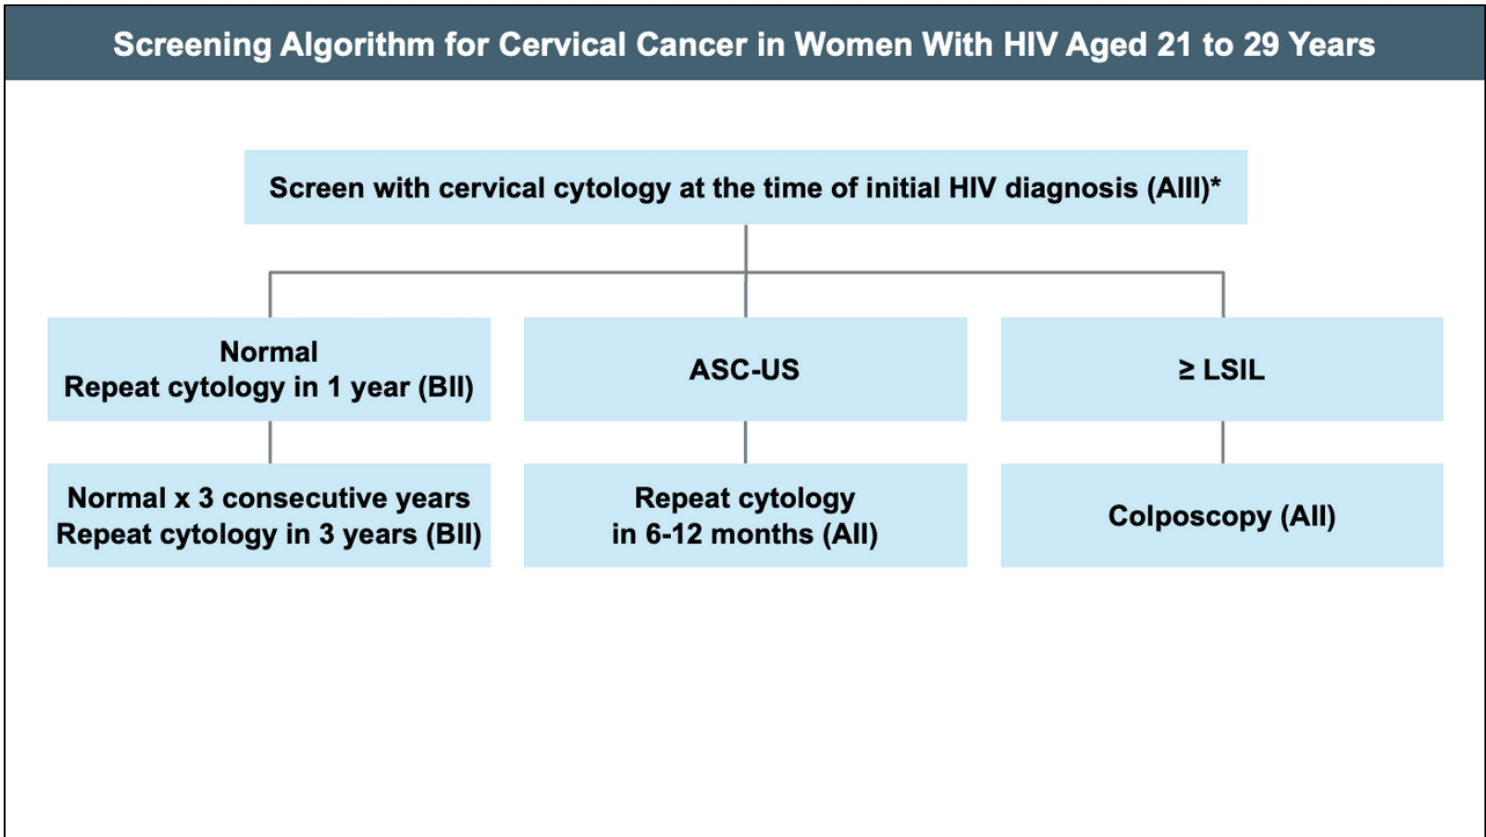 Screening Algorithm for Cervical Cancer in Women With HIV Aged 21 to 29 Years
Screen with cervical cytology at the time of initial HIV diagnosis (AIII)*
Normal
Repeat cytology in 1 year (BII)
ASC-US
≥ LSIL
Normal x 3 consecutive years
Repeat cytology in 3 years (BII)
Repeat cytology
in 6-12 months (AII)
Colposcopy (AII)